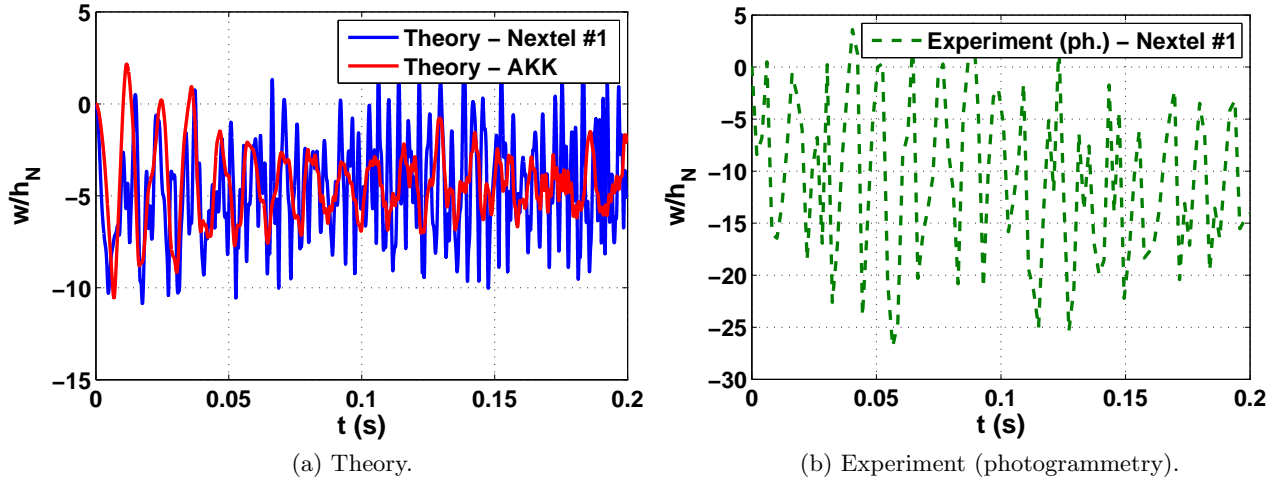 5
0
−5
−10
−15
w/h_N
0 0.05 0.1 0.15 0.2
t (s)
Theory − Nextel #1
Theory − AKK
(a) Theory.
5
0
−5
−10
−15
−20
−25
−30
w/h_N
0 0.05 0.1 0.15 0.2
t (s)
Experiment (ph.) − Nextel #1
(b) Experiment (photogrammetry).